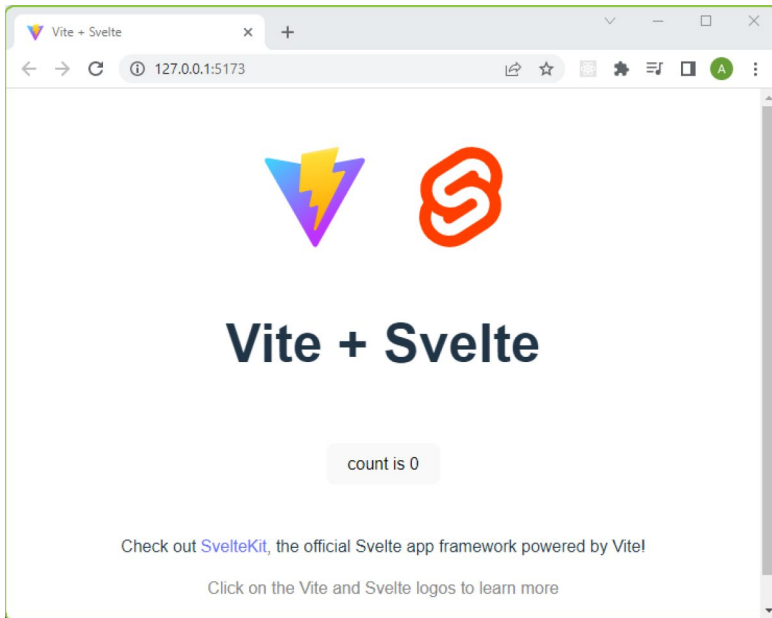 Vite + Svelte
127.0.0.1:5173
A
Vite + Svelte
count is 0
Check out SvelteKit, the official Svelte app framework powered by Vite!
Click on the Vite and Svelte logos to learn more